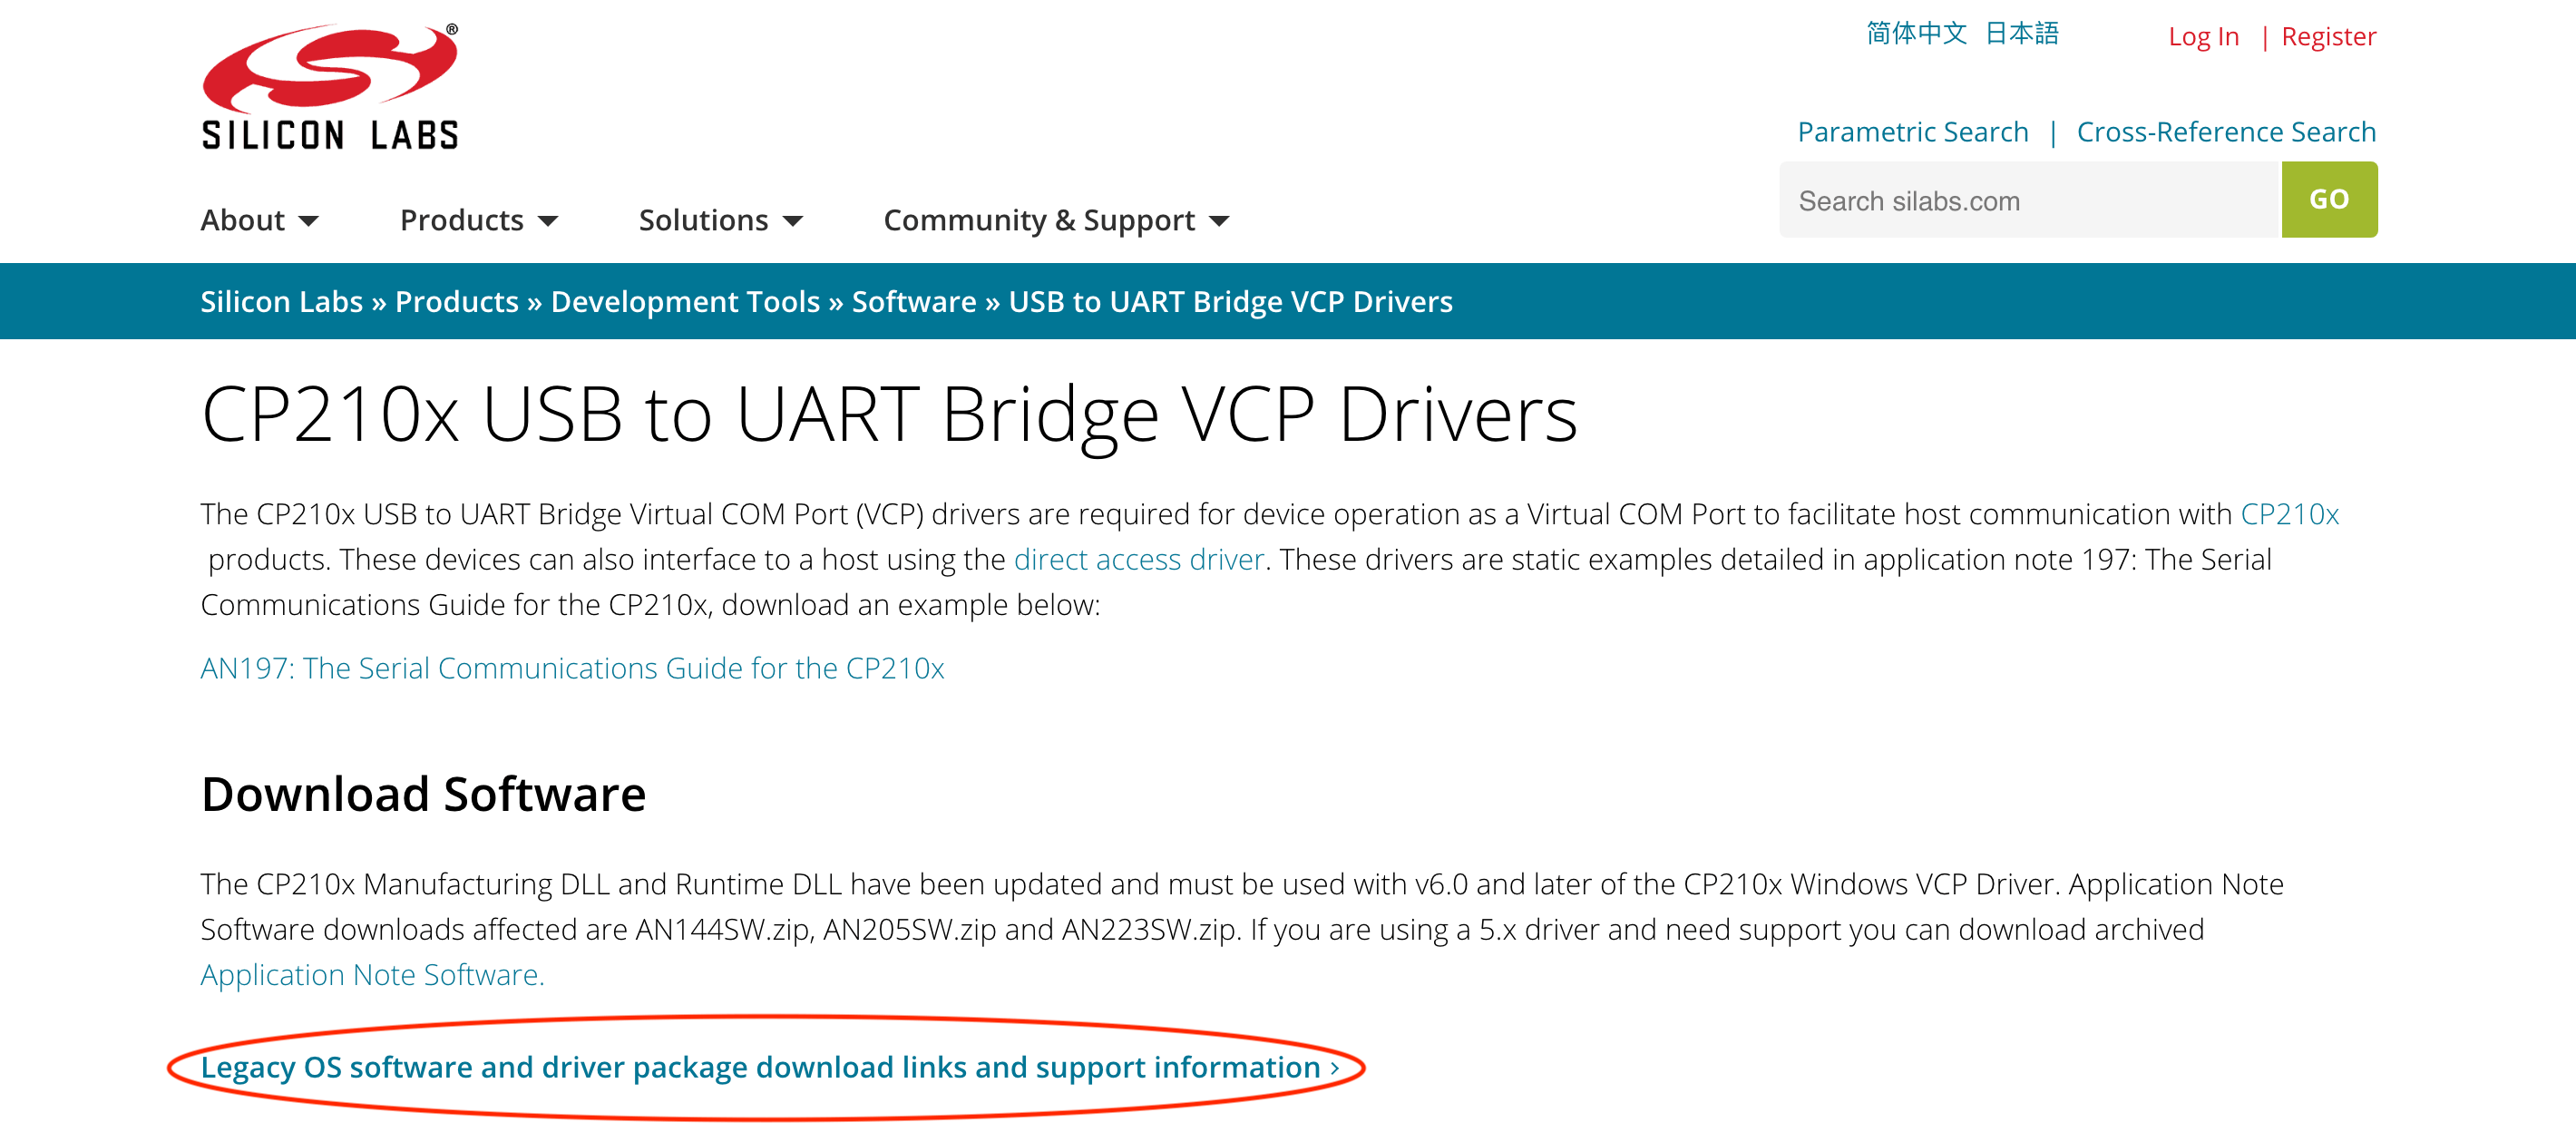 SILICON LABS ®
简体中文 日本語
Log In | Register
Parametric Search | Cross-Reference Search
Search silabs.com GO
About Products Solutions Community & Support
Silicon Labs » Products » Development Tools » Software » USB to UART Bridge VCP Drivers
CP210x USB to UART Bridge VCP Drivers
The CP210x USB to UART Bridge Virtual COM Port (VCP) drivers are required for device operation as a Virtual COM Port to facilitate host communication with CP210x
products. These devices can also interface to a host using the direct access driver. These drivers are static examples detailed in application note 197: The Serial
Communications Guide for the CP210x, download an example below:
AN197: The Serial Communications Guide for the CP210x
Download Software
The CP210x Manufacturing DLL and Runtime DLL have been updated and must be used with v6.0 and later of the CP210x Windows VCP Driver. Application Note
Software downloads affected are AN144SW.zip, AN205SW.zip and AN223SW.zip. If you are using a 5.x driver and need support you can download archived
Application Note Software.
Legacy OS software and driver package download links and support information ›